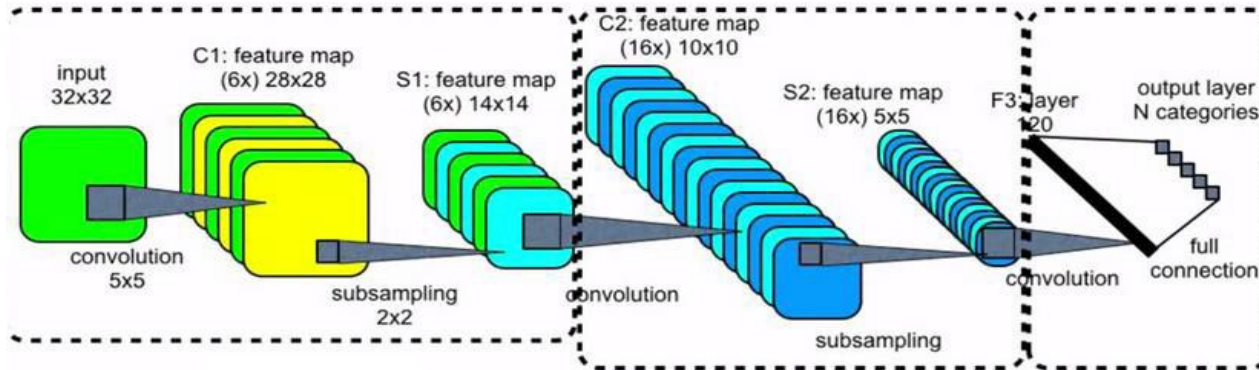 input
32x32
C1: feature map
(6x) 28x28
S1: feature map
(6x) 14x14
convolution
5x5
subsampling
2x2
convolution
C2: feature map
(16x) 10x10
S2: feature map
(16x) 5x5
subsampling
F3: layer
20
output layer
N categories
convolution
full
connection